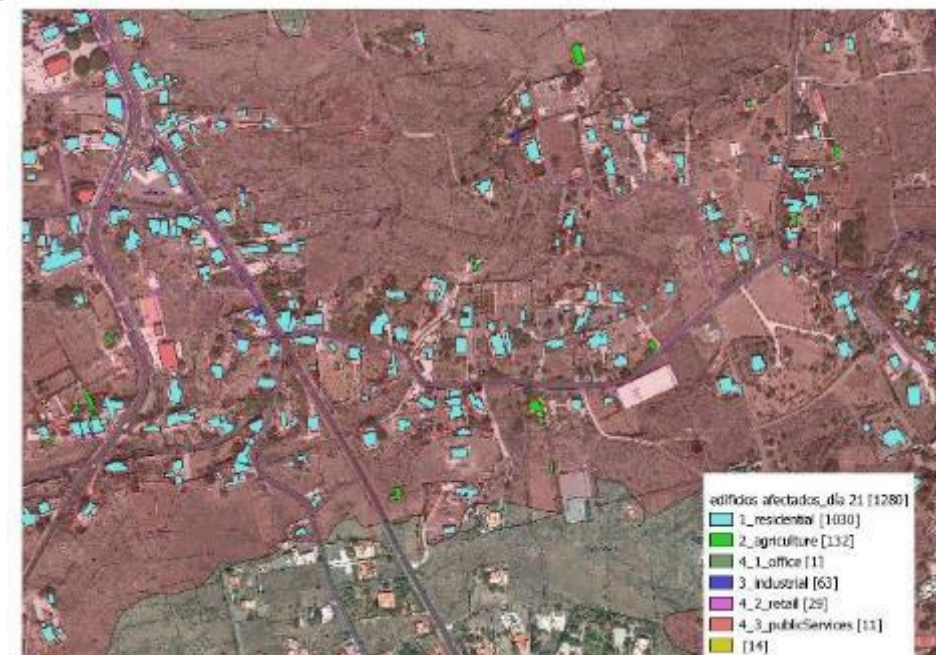 edificios afectados_día 21 [1280]
1_residential [1030]
2_agriculture [132]
4_1_office [1]
3_industrial [63]
4_2_retail [29]
4_3_publicServices [11]
[14]